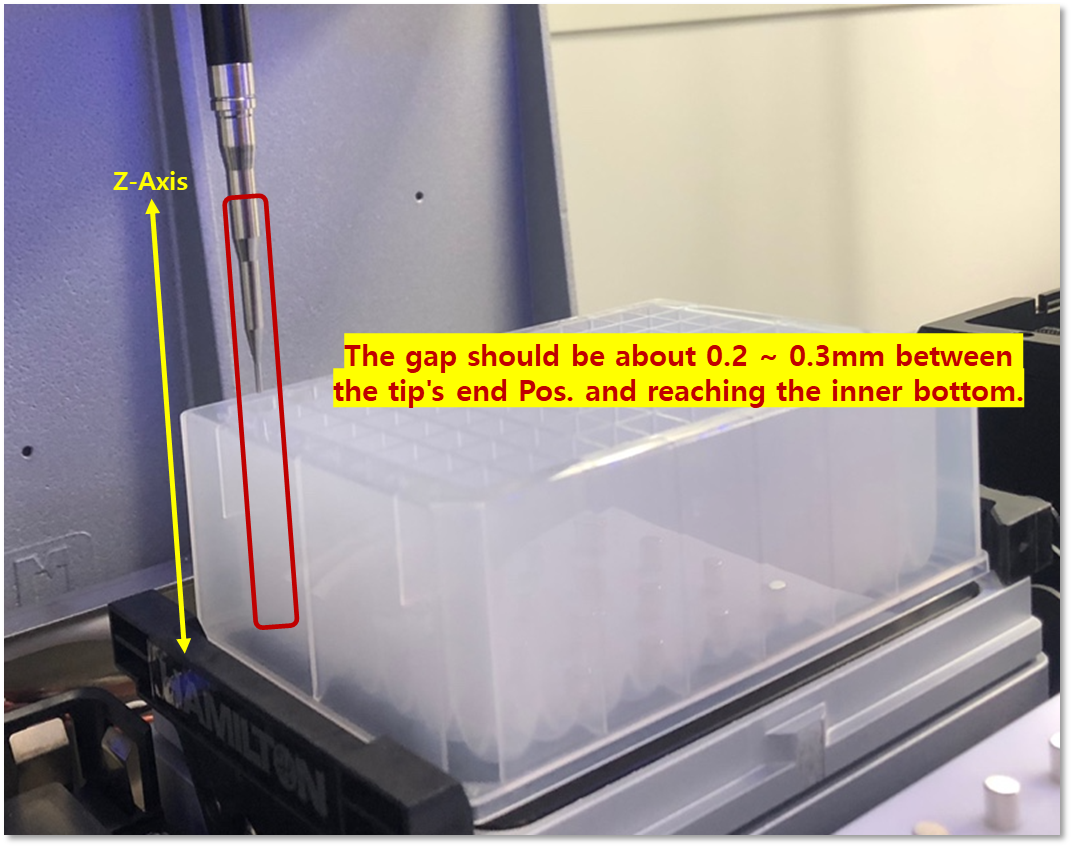 Z-Axis
The gap should be about 0.2 ~ 0.3mm between
the tip's end Pos. and reaching the inner bottom.
HAMILTON